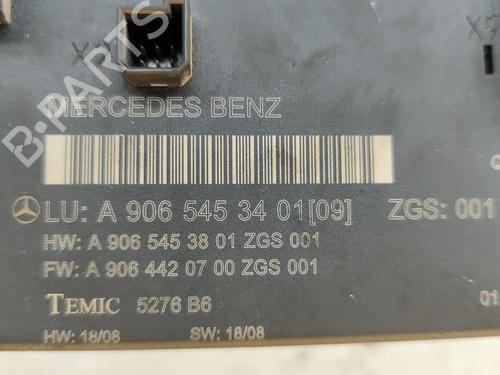 MERCEDES BENZ
LU: A 906 545 34 01[09] ZGS: 001
HW: A 906 545 38 01 ZGS 001
FW: A 906 442 07 00 ZGS 001
TEMIC 5276 B6
01
HW: 18/08 SW: 18/08
B-PARTS